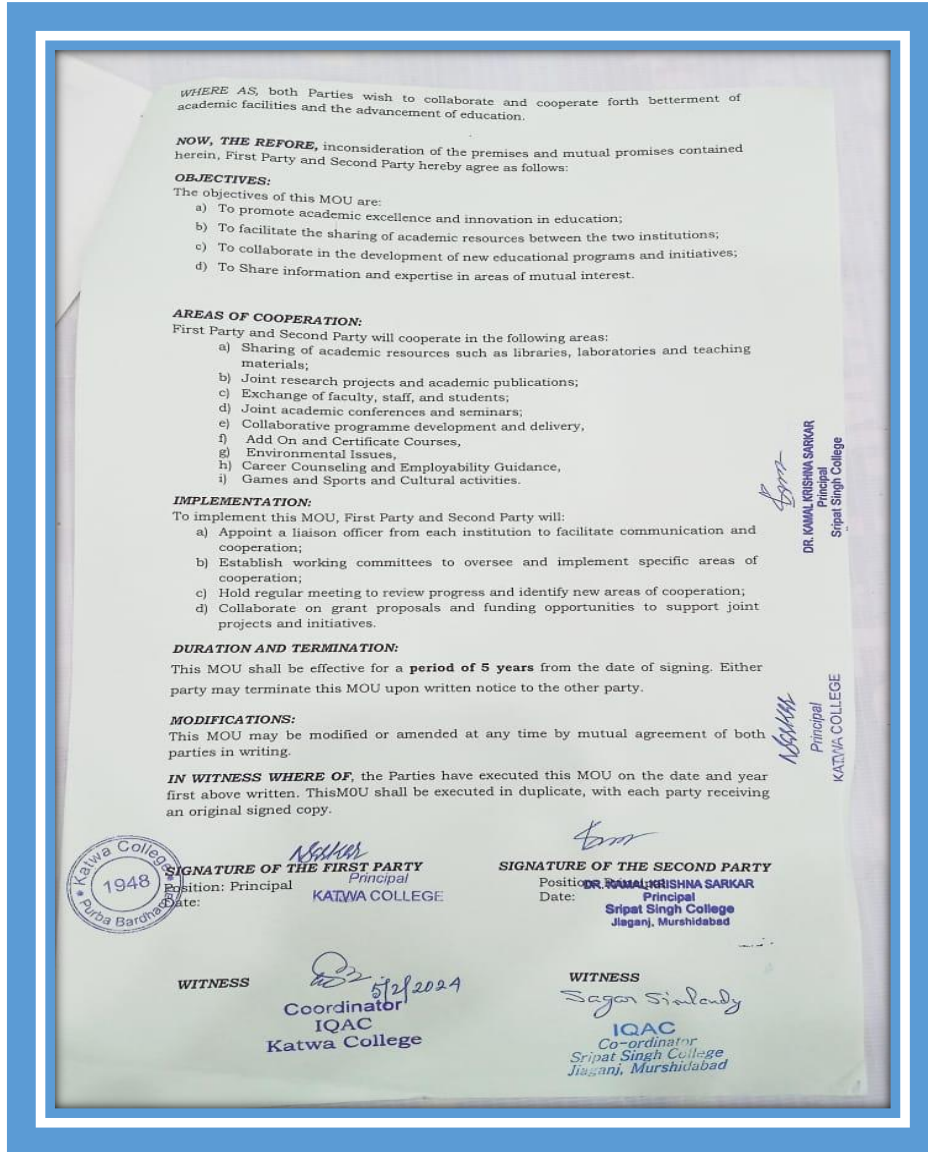 WHERE AS, both Parties wish to collaborate and cooperate forth betterment of
academic facilities and the advancement of education.
NOW, THE REFORE, inconsideration of the premises and mutual promises contained
herein, First Party and Second Party hereby agree as follows:
OBJECTIVES:
The objectives of this MOU are:
a) To promote academic excellence and innovation in education;
b) To facilitate the sharing of academic resources between the two institutions;
c) To collaborate in the development of new educational programs and initiatives;
d) To Share information and expertise in areas of mutual interest.
AREAS OF COOPERATION:
First Party and Second Party will cooperate in the following areas:
a) Sharing of academic resources such as libraries, laboratories and teaching
materials;
b) Joint research projects and academic publications;
c) Exchange of faculty, staff, and students;
d) Joint academic conferences and seminars;
e) Collaborative programme development and delivery,
f) Add On and Certificate Courses,
g) Environmental Issues,
h) Career Counseling and Employability Guidance,
i) Games and Sports and Cultural activities.
IMPLEMENTATION:
To implement this MOU, First Party and Second Party will:
a) Appoint a liaison officer from each institution to facilitate communication and
cooperation;
b) Establish working committees to oversee and implement specific areas of
cooperation;
c) Hold regular meeting to review progress and identify new areas of cooperation;
d) Collaborate on grant proposals and funding opportunities to support joint
projects and initiatives.
DURATION AND TERMINATION:
This MOU shall be effective for a period of 5 years from the date of signing. Either
party may terminate this MOU upon written notice to the other party.
MODIFICATIONS:
This MOU may be modified or amended at any time by mutual agreement of both
parties in writing.
IN WITNESS WHERE OF, the Parties have executed this MOU on the date and year
first above written. ThisM0U shall be executed in duplicate, with each party receiving
an original signed copy.
DR. KAMAL KRISHNA SARKAR
Principal
Sripat Singh College
Principal
KATWA COLLEGE
Katwa College
1948
Purba Bardhaman
SIGNATURE OF THE FIRST PARTY
Position: Principal
Date:
Principal
KATWA COLLEGE
SIGNATURE OF THE SECOND PARTY
Position: Principal
Date:
DR. KAMAL KRISHNA SARKAR
Principal
Sripat Singh College
Jiaganj, Murshidabad
WITNESS
5/2/2024
Coordinator
IQAC
Katwa College
WITNESS
IQAC
Co-ordinator
Sripat Singh College
Jiaganj, Murshidabad